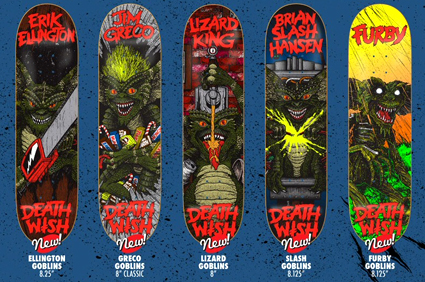 ERIK
ELLINGTON
DEATH
WISH
New!
ELLINGTON
GOBLINS
8.25"
JIM
GRECO
DEATH
WISH
New!
GRECO
GOBLINS
8" CLASSIC
LIZARD
KING
DEATH
WISH
New!
LIZARD
GOBLINS
8"
BRIAN
SLASH
HANSEN
DEATH
WISH
New!
SLASH
GOBLINS
8.125"
FURBY
DEATH
WISH
New!
FURBY
GOBLINS
8.125"